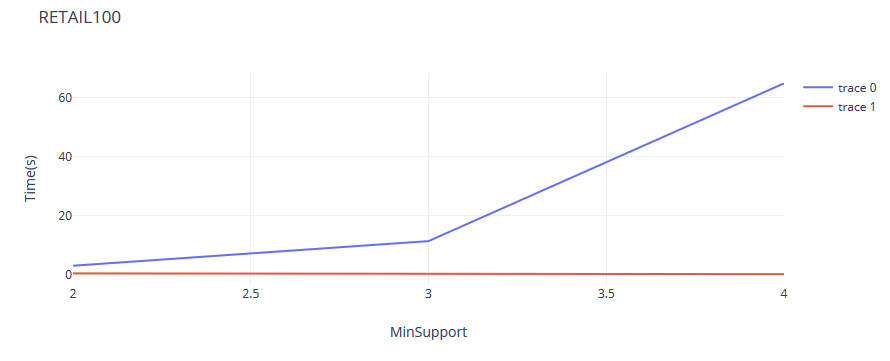 RETAIL100
60
40
20
0
Time(s)
2
2.5
3
3.5
4
MinSupport
trace 0
trace 1